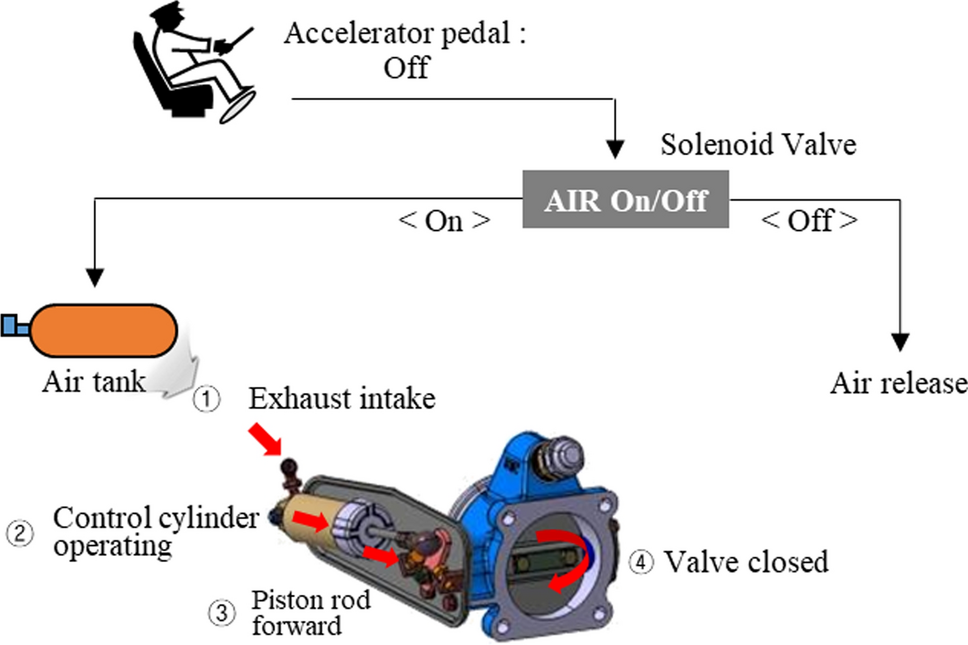 Accelerator pedal :
Off
Solenoid Valve
AIR On/Off
< On >
< Off >
Air tank
Air release
① Exhaust intake
② Control cylinder
operating
③ Piston rod
forward
④ Valve closed